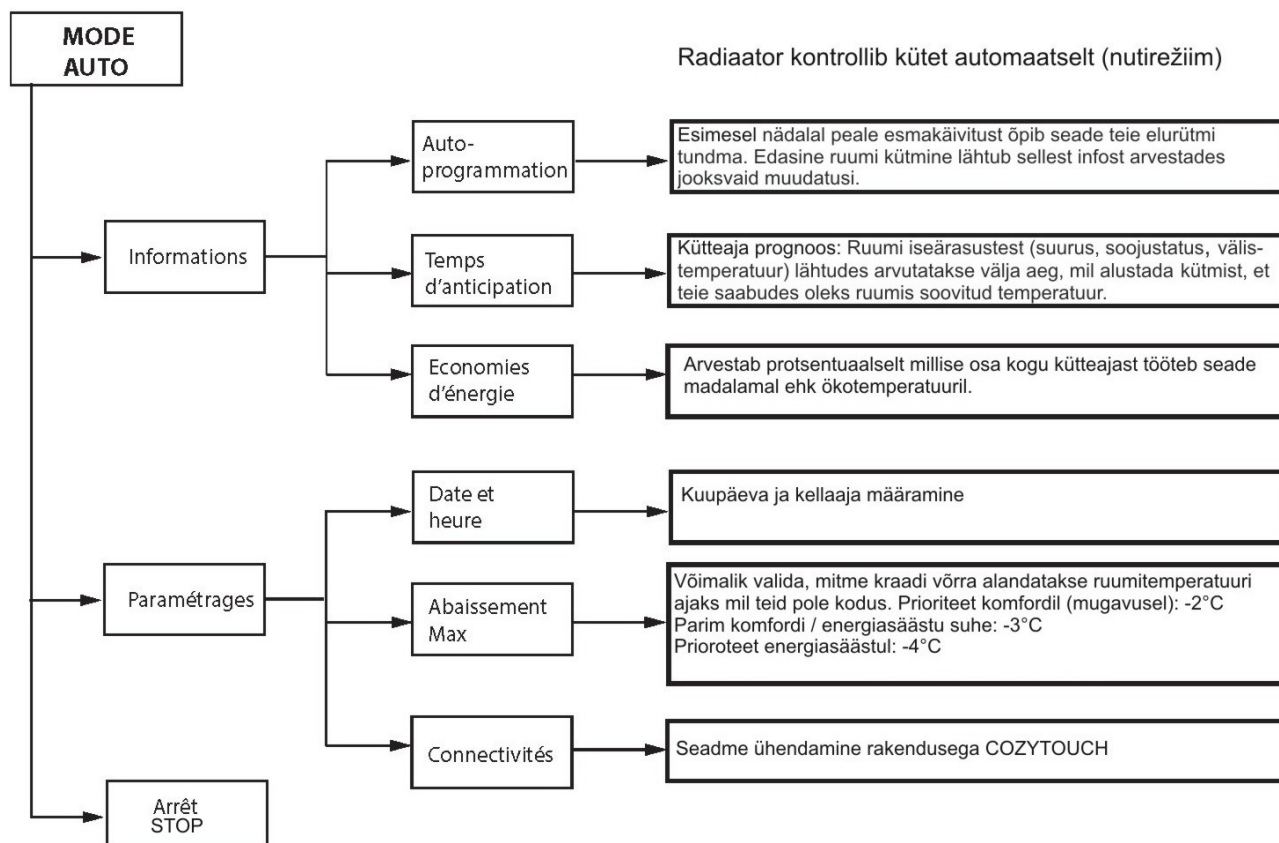 MODE
AUTO
Radiaator kontrollib kütet automaatselt (nutirežiim)
Informations
Auto-
programmation
Esimesel nädalal peale esmakäivitust õpib seade teie elurütmi
tundma. Edasine ruumi kütmine lähtub sellest infost arvestades
jooksvaid muudatusi.
Temps
d'anticipation
Kütteaja prognoos: Ruumi iseärasustest (suurus, soojustatus, välis-
temperatuur) lähtudes arvutatakse välja aeg, mil alustada kütmist, et
teie saabudes oleks ruumis soovitud temperatuur.
Economies
d'énergie
Arvestab protsentuaalselt millise osa kogu kütteajast tööteb seade
madalamal ehk ökotemperatuuril.
Paramétrages
Date et
heure
Kuupäeva ja kellaaja määramine
Abaissement
Max
Võimalik valida, mitme kraadi võrra alandatakse ruumitemperatuuri
ajaks mil teid pole kodus. Prioriteet komfordil (mugavusel): -2°C
Parim komfordi / energiasäästu suhe: -3°C
Prioroteet energiasäästul: -4°C
Connectivités
Seadme ühendamine rakendusega COZYTOUCH
Arrêt
STOP